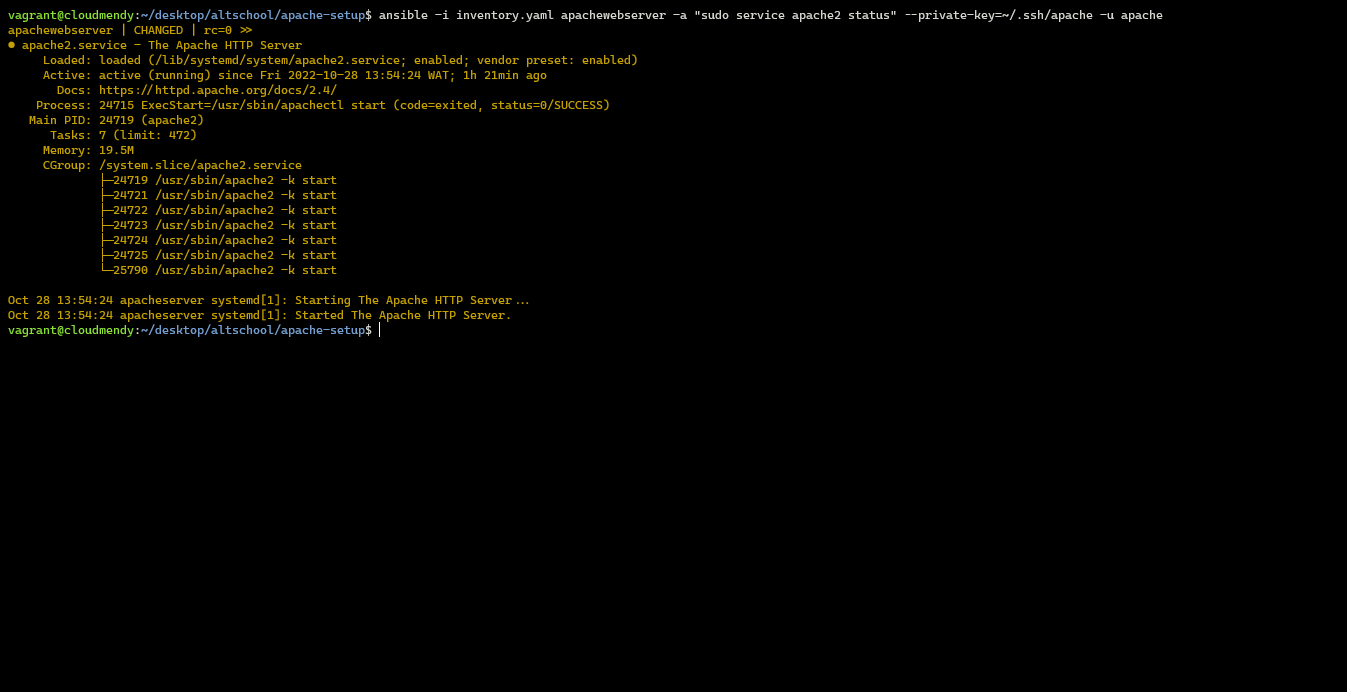 vagrant@cloudmendy:~/desktop/altschool/apache-setup$ ansible -i inventory.yaml apachewebserver -a "sudo service apache2 status" --private-key=~/.ssh/apache -u apache
apachewebserver | CHANGED | rc=0 >>
● apache2.service - The Apache HTTP Server
     Loaded: loaded (/lib/systemd/system/apache2.service; enabled; vendor preset: enabled)
     Active: active (running) since Fri 2022-10-28 13:54:24 WAT; 1h 21min ago
       Docs: https://httpd.apache.org/docs/2.4/
    Process: 24715 ExecStart=/usr/sbin/apachectl start (code=exited, status=0/SUCCESS)
   Main PID: 24719 (apache2)
      Tasks: 7 (limit: 472)
     Memory: 19.5M
     CGroup: /system.slice/apache2.service
             ├─24719 /usr/sbin/apache2 -k start
             ├─24721 /usr/sbin/apache2 -k start
             ├─24722 /usr/sbin/apache2 -k start
             ├─24723 /usr/sbin/apache2 -k start
             ├─24724 /usr/sbin/apache2 -k start
             ├─24725 /usr/sbin/apache2 -k start
             └─25790 /usr/sbin/apache2 -k start
Oct 28 13:54:24 apacheserver systemd[1]: Starting The Apache HTTP Server...
Oct 28 13:54:24 apacheserver systemd[1]: Started The Apache HTTP Server.
vagrant@cloudmendy:~/desktop/altschool/apache-setup$